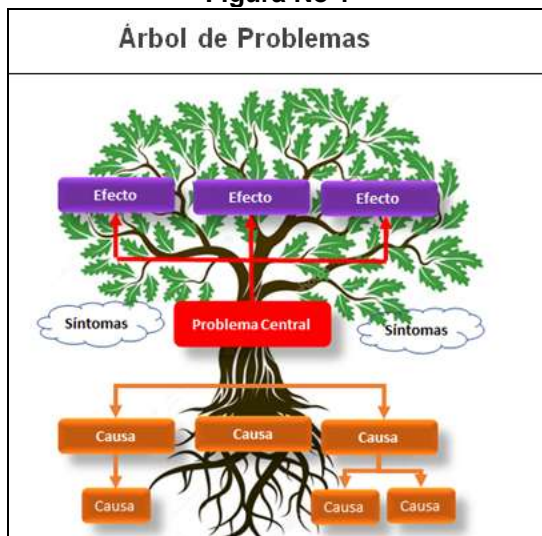 Árbol de Problemas
Efecto
Efecto
Efecto
Síntomas
Problema Central
Síntomas
Causa
Causa
Causa
Causa
Causa
Causa